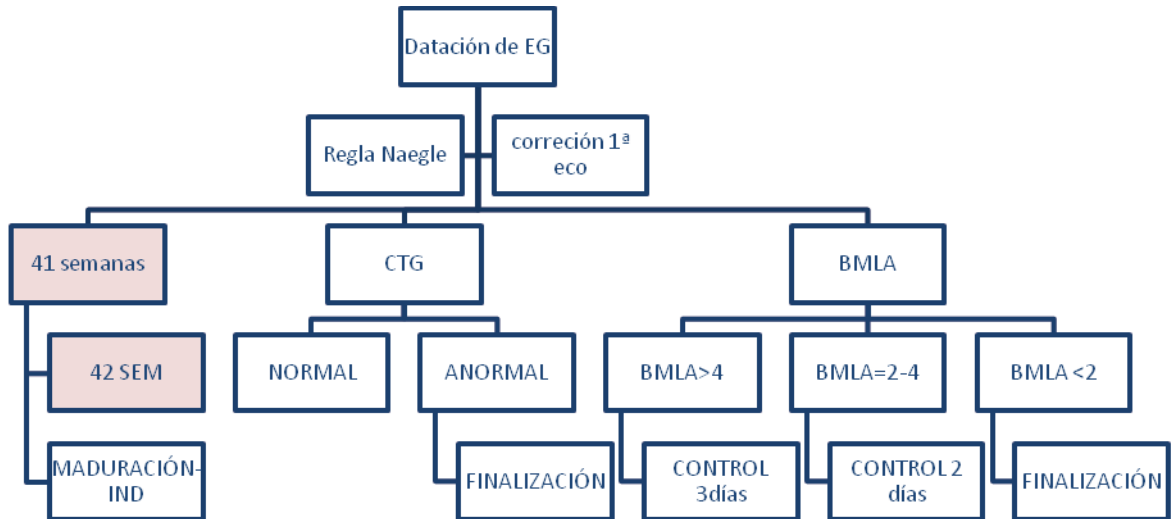 Datación de EG
Regla Naegle
correción 1ª
eco
41 semanas
CTG
BMLA
42 SEM
NORMAL
ANORMAL
BMLA>4
BMLA=2-4
BMLA <2
MADURACIÓN-
IND
FINALIZACIÓN
CONTROL
3días
CONTROL 2
días
FINALIZACIÓN